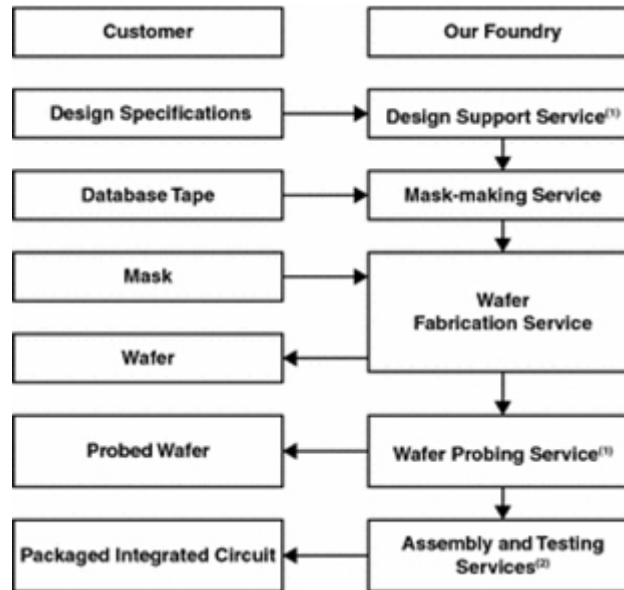 Customer
Our Foundry
Design Specifications
Design Support Service(1)
Database Tape
Mask-making Service
Mask
Wafer
Fabrication Service
Wafer
Probed Wafer
Wafer Probing Service(1)
Packaged Integrated Circuit
Assembly and Testing
Services(2)